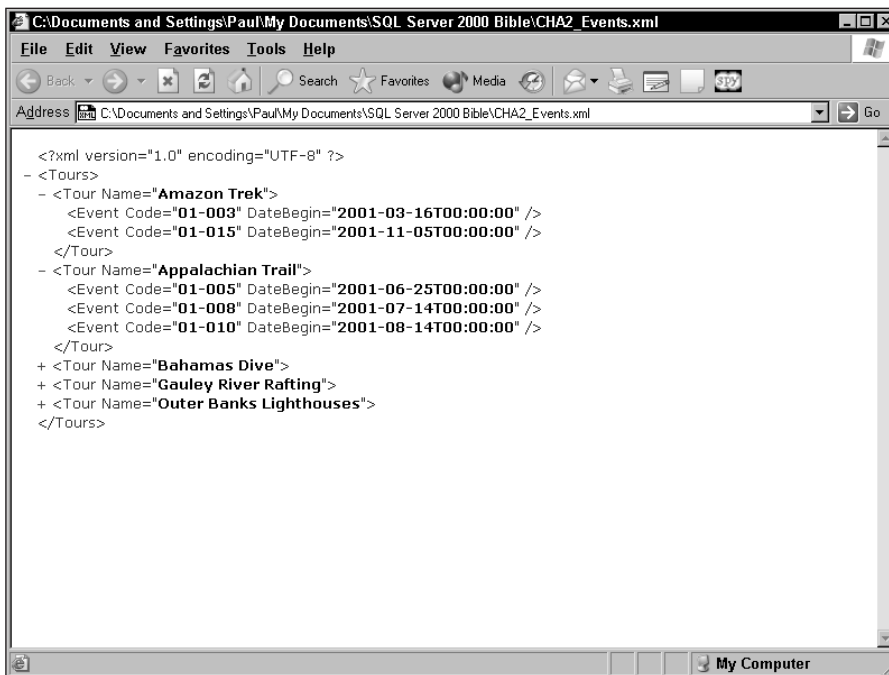 C:\Documents and Settings\Paul\My Documents\SQL Server 2000 Bible\CHA2_Events.xml
File Edit View Favorites Tools Help
Back Search Favorites Media SPY
Address XML C:\Documents and Settings\Paul\My Documents\SQL Server 2000 Bible\CHA2_Events.xml Go
<?xml version="1.0" encoding="UTF-8" ?>
- <Tours>
- <Tour Name="Amazon Trek">
<Event Code="01-003" DateBegin="2001-03-16T00:00:00" />
<Event Code="01-015" DateBegin="2001-11-05T00:00:00" />
</Tour>
- <Tour Name="Appalachian Trail">
<Event Code="01-005" DateBegin="2001-06-25T00:00:00" />
<Event Code="01-008" DateBegin="2001-07-14T00:00:00" />
<Event Code="01-010" DateBegin="2001-08-14T00:00:00" />
</Tour>
+ <Tour Name="Bahamas Dive">
+ <Tour Name="Gauley River Rafting">
+ <Tour Name="Outer Banks Lighthouses">
</Tours>
My Computer